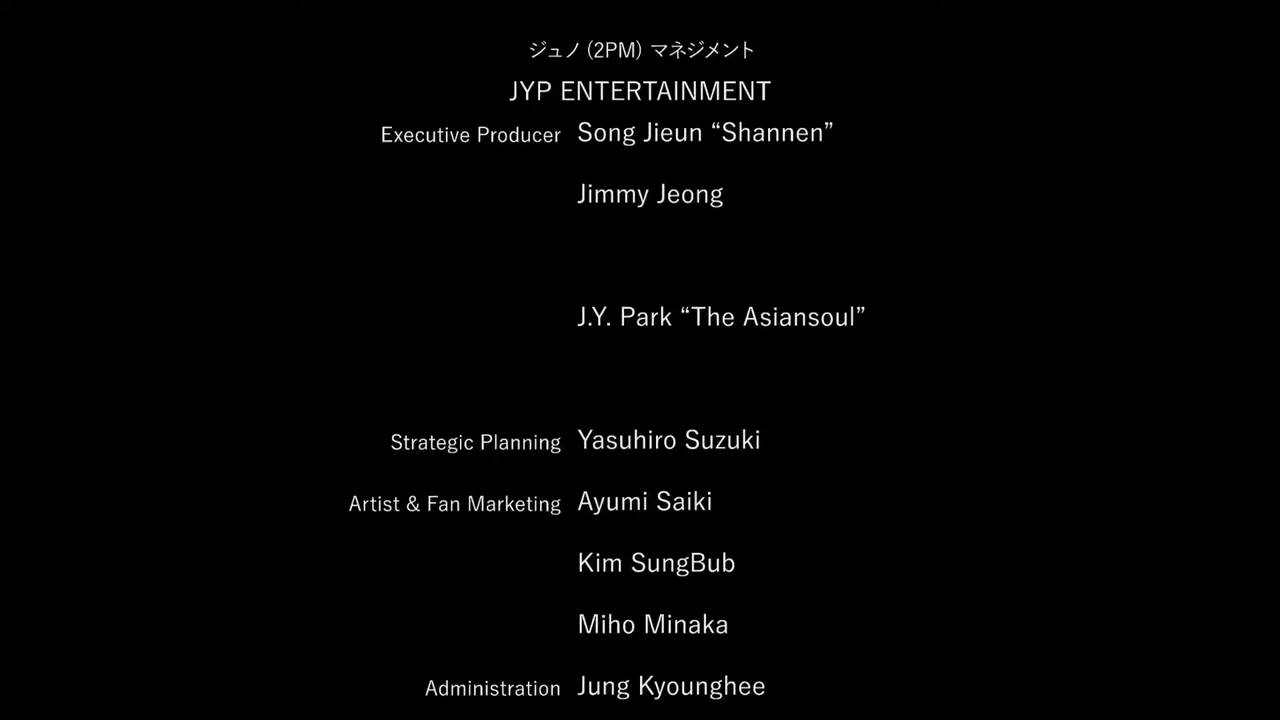 ジュノ (2PM) マネジメント
JYP ENTERTAINMENT
Executive Producer Song Jieun “Shannen”
Jimmy Jeong
J.Y. Park “The Asiansoul”
Strategic Planning Yasuhiro Suzuki
Artist & Fan Marketing Ayumi Saiki
Kim SungBub
Miho Minaka
Administration Jung Kyounghee